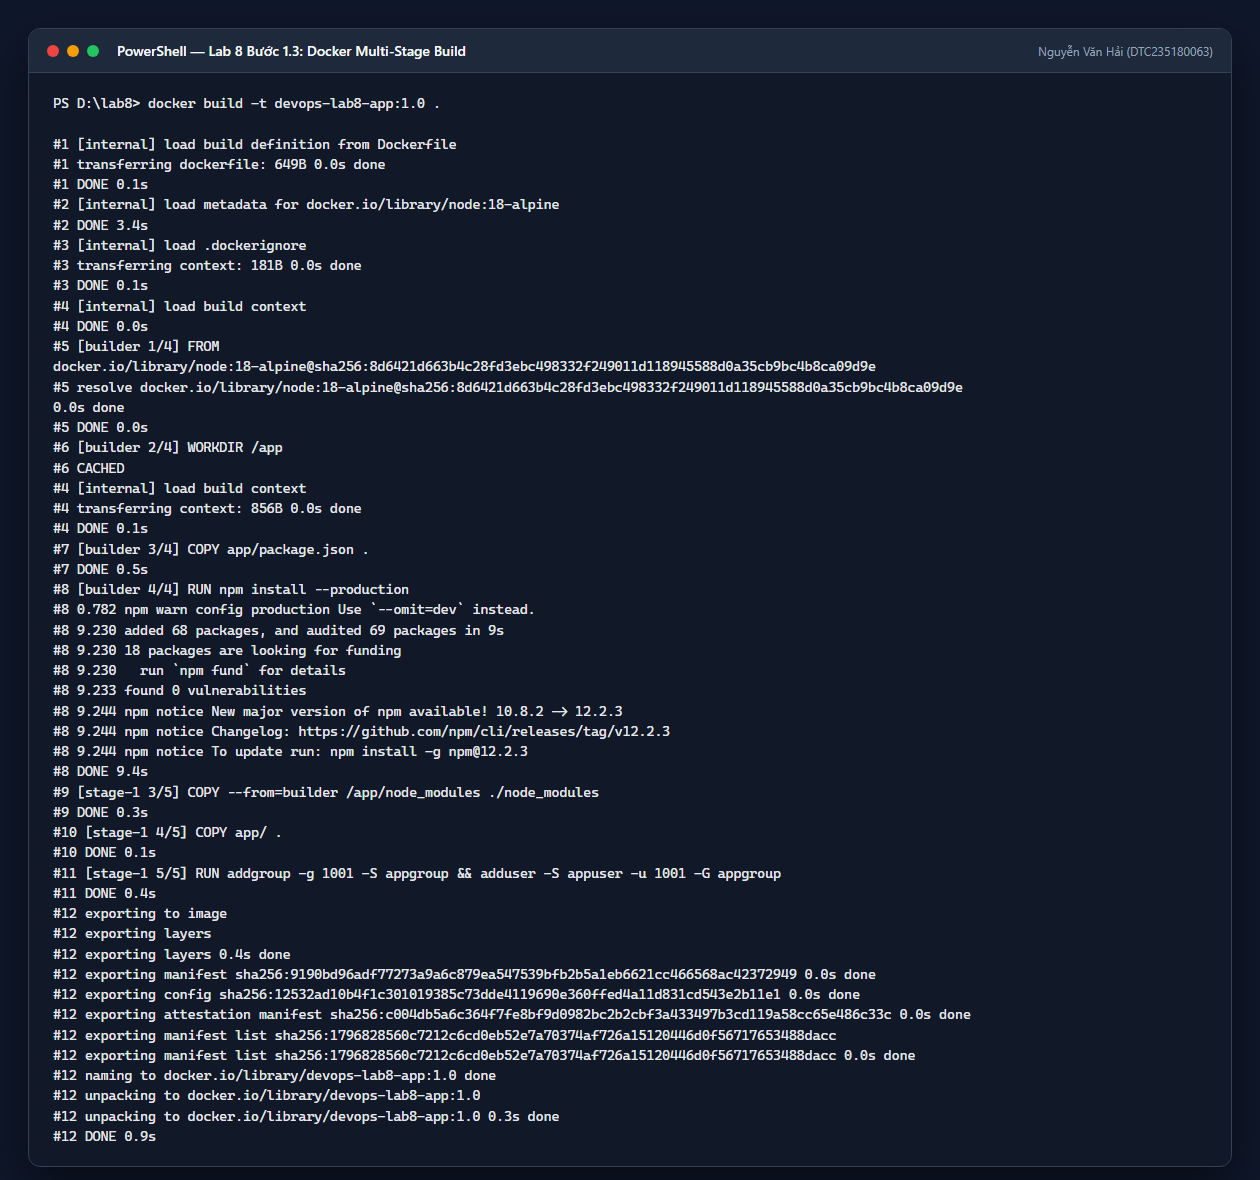 PowerShell — Lab 8 Bước 1.3: Docker Multi-Stage Build
Nguyễn Văn Hải (DTC235180063)
PS D:\lab8> docker build -t devops-lab8-app:1.0 .
#1 [internal] load build definition from Dockerfile
#1 transferring dockerfile: 649B 0.0s done
#1 DONE 0.1s
#2 [internal] load metadata for docker.io/library/node:18-alpine
#2 DONE 3.4s
#3 [internal] load .dockerignore
#3 transferring context: 181B 0.0s done
#3 DONE 0.1s
#4 [internal] load build context
#4 DONE 0.0s
#5 [builder 1/4] FROM
docker.io/library/node:18-alpine@sha256:8d6421d663b4c28fd3ebc498332f249011d118945588d0a35cb9bc4b8ca09d9e
#5 resolve docker.io/library/node:18-alpine@sha256:8d6421d663b4c28fd3ebc498332f249011d118945588d0a35cb9bc4b8ca09d9e
0.0s done
#5 DONE 0.0s
#6 [builder 2/4] WORKDIR /app
#6 CACHED
#4 [internal] load build context
#4 transferring context: 856B 0.0s done
#4 DONE 0.1s
#7 [builder 3/4] COPY app/package.json .
#7 DONE 0.5s
#8 [builder 4/4] RUN npm install --production
#8 0.782 npm warn config production Use `--omit=dev` instead.
#8 9.230 added 68 packages, and audited 69 packages in 9s
#8 9.230 18 packages are looking for funding
#8 9.230   run `npm fund` for details
#8 9.233 found 0 vulnerabilities
#8 9.244 npm notice New major version of npm available! 10.8.2 -> 12.2.3
#8 9.244 npm notice Changelog: https://github.com/npm/cli/releases/tag/v12.2.3
#8 9.244 npm notice To update run: npm install -g npm@12.2.3
#8 DONE 9.4s
#9 [stage-1 3/5] COPY --from=builder /app/node_modules ./node_modules
#9 DONE 0.3s
#10 [stage-1 4/5] COPY app/ .
#10 DONE 0.1s
#11 [stage-1 5/5] RUN addgroup -g 1001 -S appgroup && adduser -S appuser -u 1001 -G appgroup
#11 DONE 0.4s
#12 exporting to image
#12 exporting layers
#12 exporting layers 0.4s done
#12 exporting manifest sha256:9190bd96adf77273a9a6c879ea547539bfb2b5a1eb6621cc466568ac42372949 0.0s done
#12 exporting config sha256:12532ad10b4f1c301019385c73dde4119690e360ffed4a11d831cd543e2b11e1 0.0s done
#12 exporting attestation manifest sha256:c004db5a6c364f7fe8bf9d0982bc2b2cbf3a433497b3cd119a58cc65e486c33c 0.0s done
#12 exporting manifest list sha256:1796828560c7212c6cd0eb52e7a70374af726a15120446d0f56717653488dacc
#12 exporting manifest list sha256:1796828560c7212c6cd0eb52e7a70374af726a15120446d0f56717653488dacc 0.0s done
#12 naming to docker.io/library/devops-lab8-app:1.0 done
#12 unpacking to docker.io/library/devops-lab8-app:1.0
#12 unpacking to docker.io/library/devops-lab8-app:1.0 0.3s done
#12 DONE 0.9s